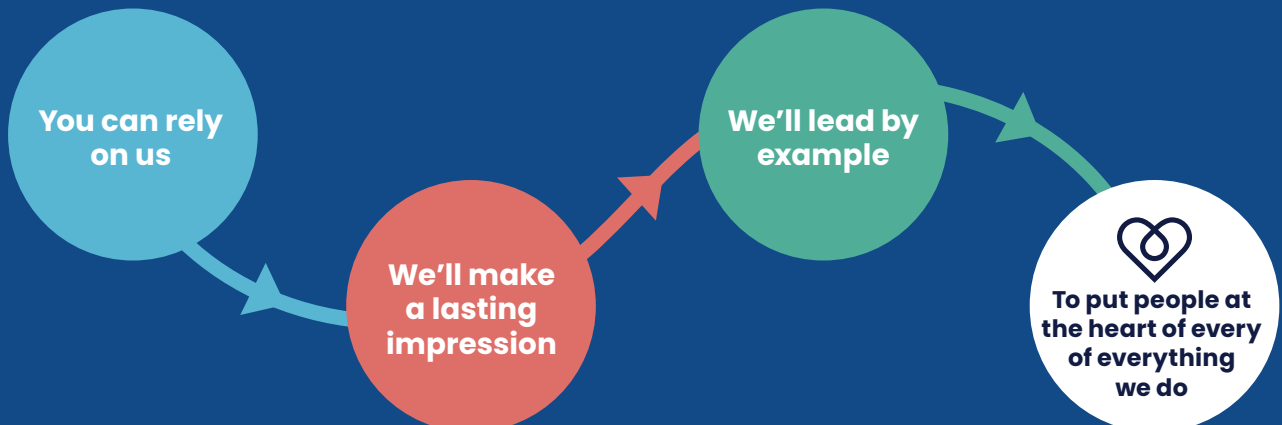 You can rely
on us
We'll make
a lasting
impression
We'll lead by
example
To put people at
the heart of every
of everything
we do